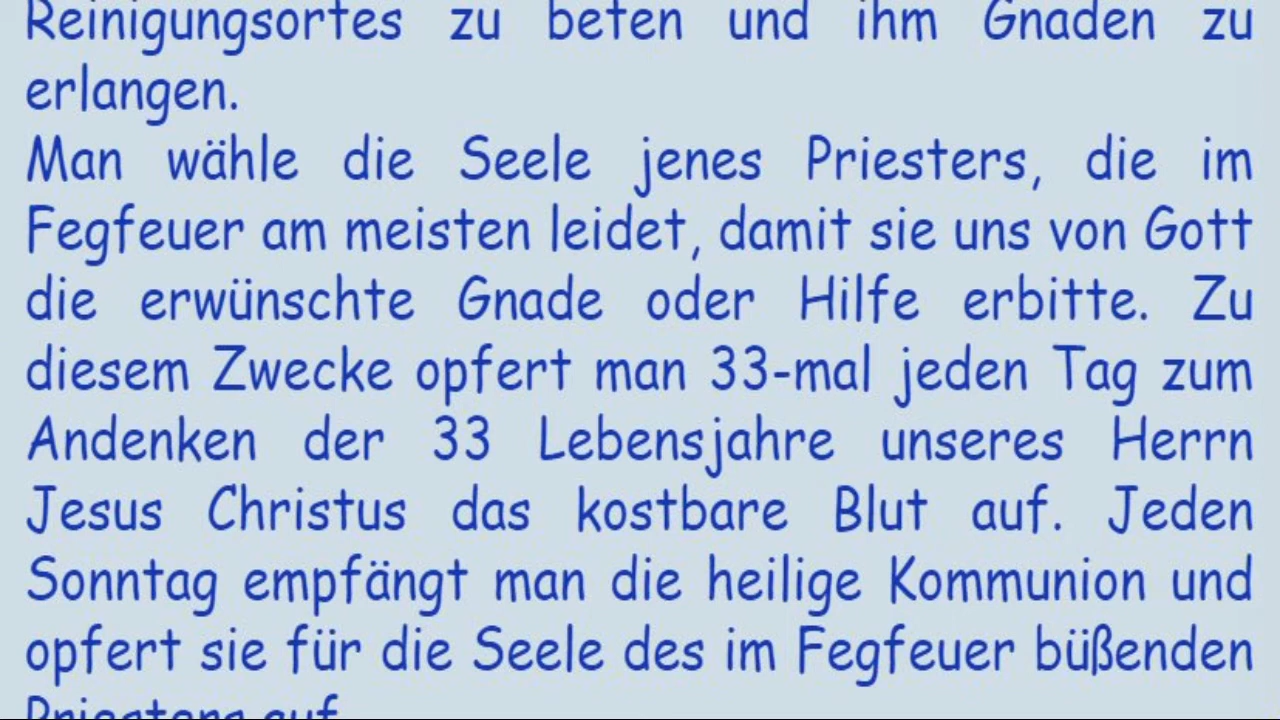 Reinigungsortes zu beten und ihm Gnaden zu
erlangen.
Man wähle die Seele jenes Priesters, die im
Fegfeuer am meisten leidet, damit sie uns von Gott
die erwünschte Gnade oder Hilfe erbitte. Zu
diesem Zwecke opfert man 33-mal jeden Tag zum
Andenken der 33 Lebensjahre unseres Herrn
Jesus Christus das kostbare Blut auf. Jeden
Sonntag empfängt man die heilige Kommunion und
opfert sie für die Seele des im Fegfeuer büßenden
Priesters auf